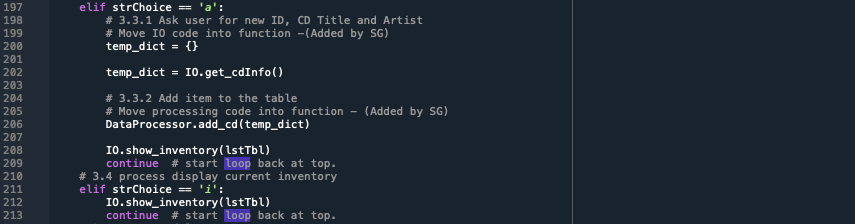 197 elif strChoice == 'a':
198 # 3.3.1 Ask user for new ID, CD Title and Artist
199 # Move IO code into function -(Added by SG)
200 temp_dict = {}
201
202 temp_dict = IO.get_cdInfo()
203
204 # 3.3.2 Add item to the table
205 # Move processing code into function - (Added by SG)
206 DataProcessor.add_cd(temp_dict)
207
208 IO.show_inventory(lstTbl)
209 continue # start loop back at top.
210 # 3.4 process display current inventory
211 elif strChoice == 'i':
212 IO.show_inventory(lstTbl)
213 continue # start loop back at top.